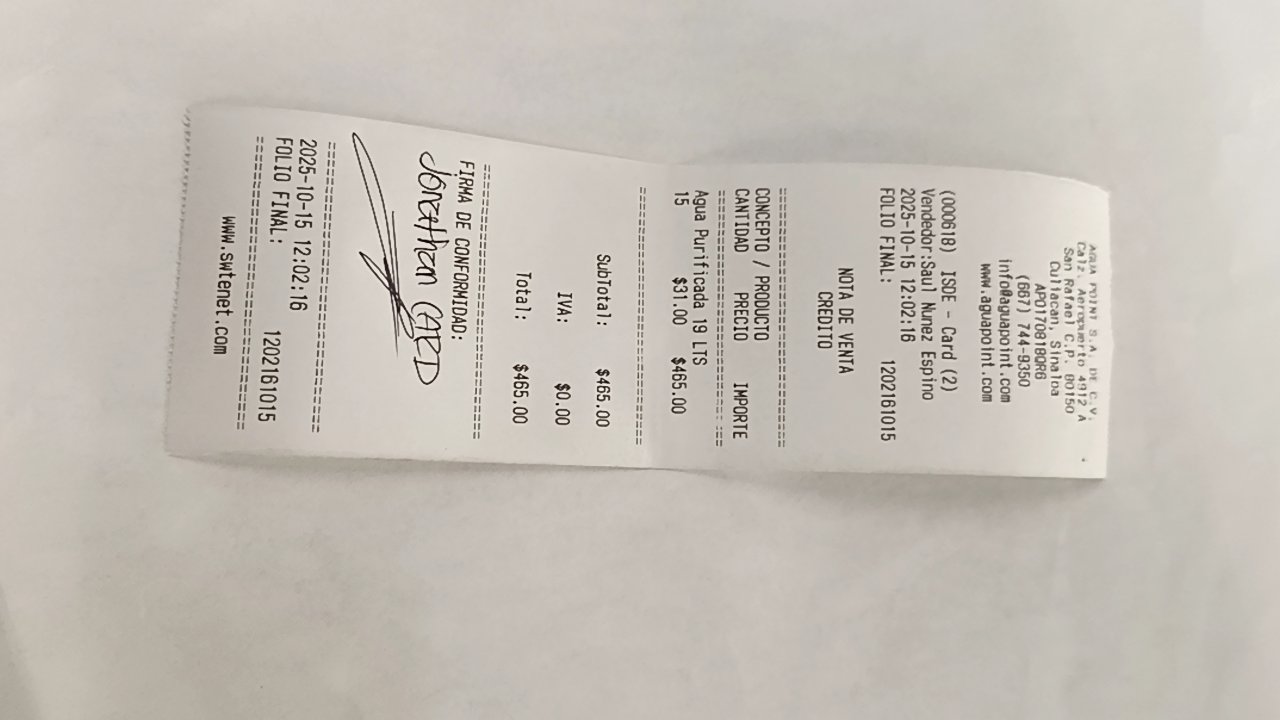 AGUA POINT S.A. DE C.V.
Calz. Aeropuerto 4912 A
San Rafael C.P. 80150
Culiacan, Sinaloa
APO170818QR6
(667) 744-9350
info@aguapoint.com
www.aguapoint.com
(000618) ISDE - Card (2)
Vendedor:Saul Nunez Espino
2025-10-15 12:02:16
FOLIO FINAL: 1202161015
NOTA DE VENTA
CREDITO
CONCEPTO / PRODUCTO
CANTIDAD PRECIO IMPORTE
Agua Purificada 19 LTS
15 $31.00 $465.00
SubTotal: $465.00
IVA: $0.00
Total: $465.00
FIRMA DE CONFORMIDAD:
Jonathan CARD
2025-10-15 12:02:16
FOLIO FINAL: 1202161015
www.swtenet.com